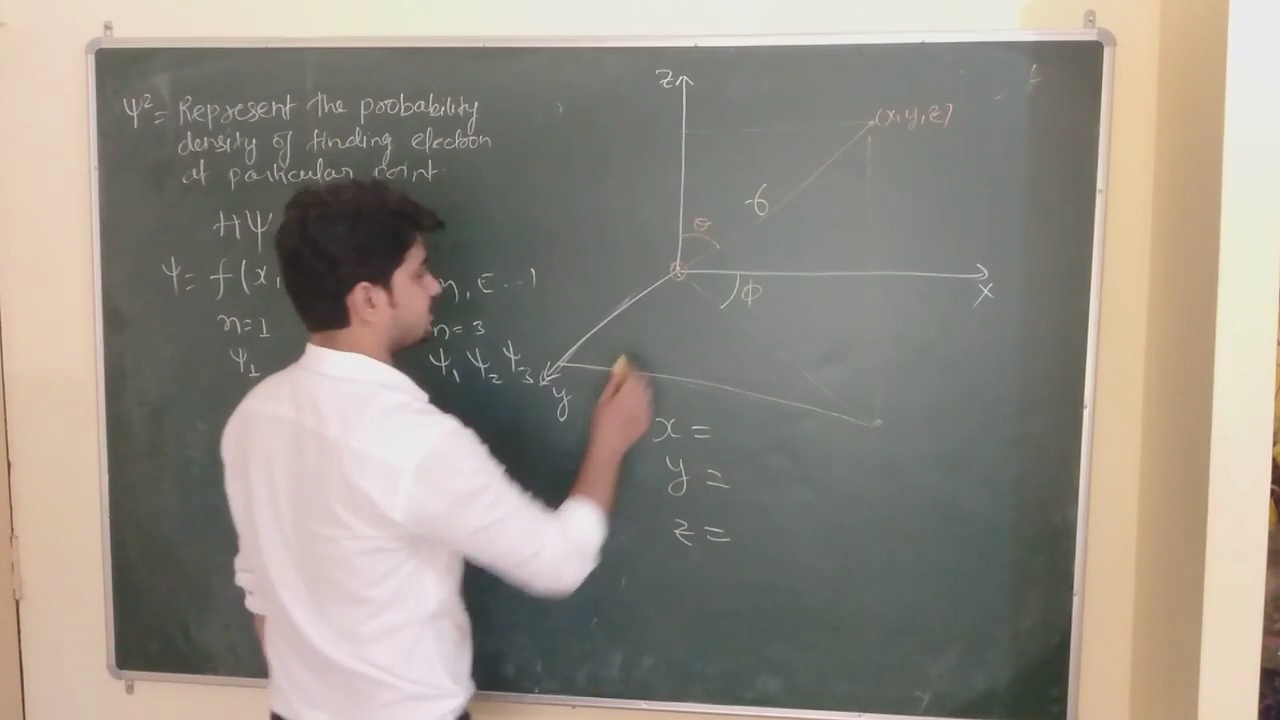 Ψ² = Represent the probability
density of finding electron
at particular point.
HΨ
Ψ = f(x,
n, E...)
n=1
n=3
Ψ₁
Ψ₁ Ψ₂ Ψ₃
Z
(x,y,z)
θ
ϕ
X
y
x =
y =
z =